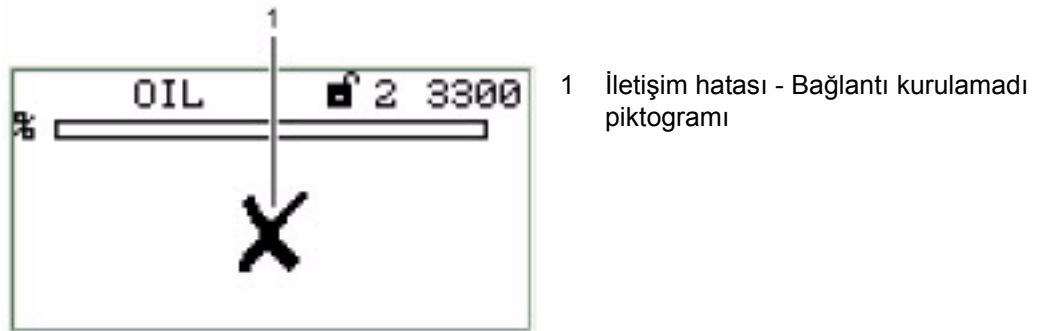 1
OIL 2 3300
%
1 İletişim hatası - Bağlantı kurulamadı
piktogramı